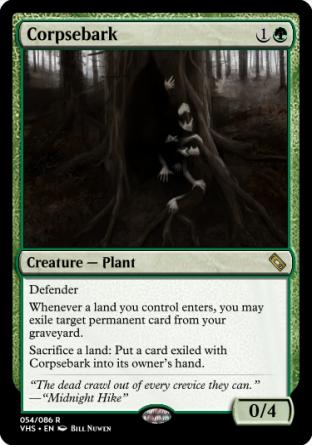 Corpsebark 1
Creature — Plant
Defender
Whenever a land you control enters, you may
exile target permanent card from your
graveyard.
Sacrifice a land: Put a card exiled with
Corpsebark into its owner's hand.
"The dead crawl out of every crevice they can."
—"Midnight Hike"
0/4
054/086 R
VHS • EN BILL NUWEN